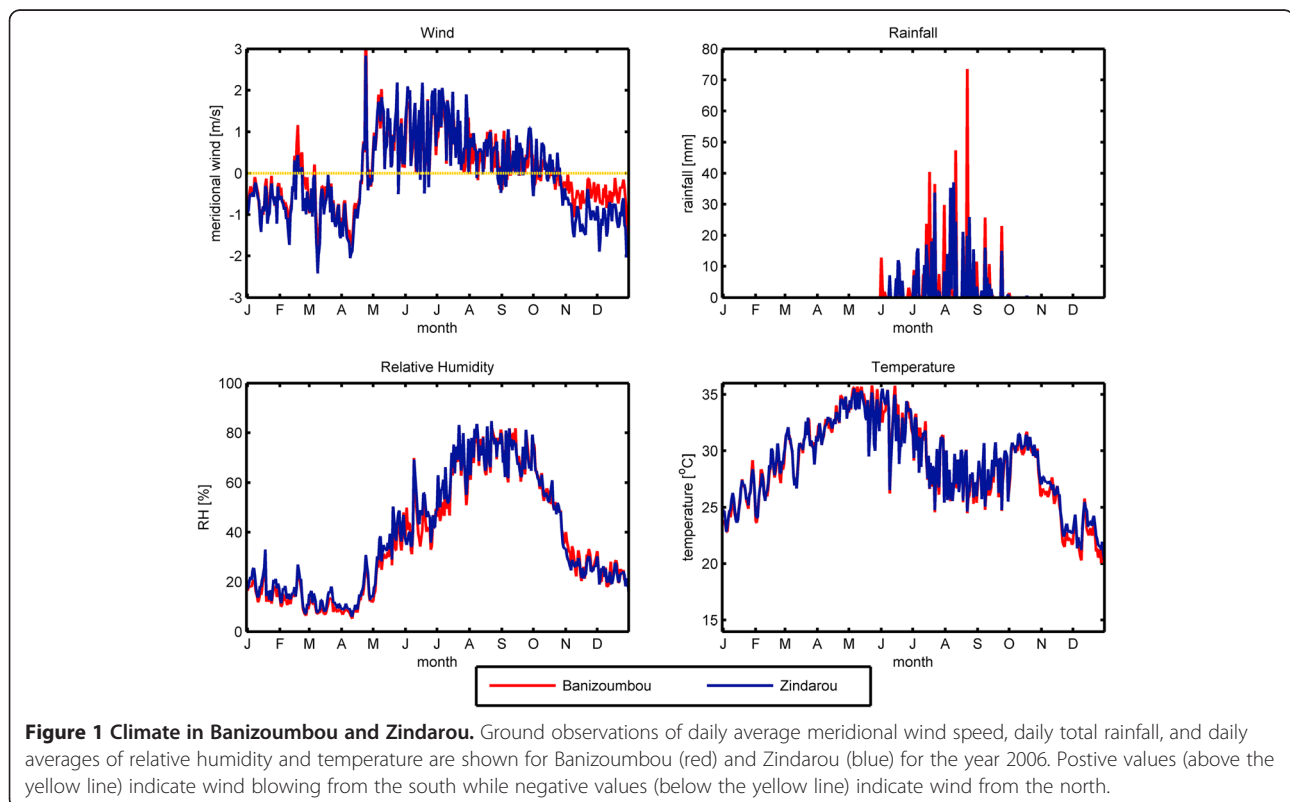 Wind
3
2
1
0
-1
-2
-3
meridional wind [m/s]
J F M A M J J A S O N D
month
Rainfall
80
70
60
50
40
30
20
10
0
rainfall [mm]
J F M A M J J A S O N D
month
Relative Humidity
100
80
60
40
20
0
RH [%]
J F M A M J J A S O N D
month
Temperature
35
30
25
20
15
temperature [°C]
J F M A M J J A S O N D
month
Banizoumbou Zindarou
Figure 1 Climate in Banizoumbou and Zindarou. Ground observations of daily average meridional wind speed, daily total rainfall, and daily
averages of relative humidity and temperature are shown for Banizoumbou (red) and Zindarou (blue) for the year 2006. Postive values (above the
yellow line) indicate wind blowing from the south while negative values (below the yellow line) indicate wind from the north.